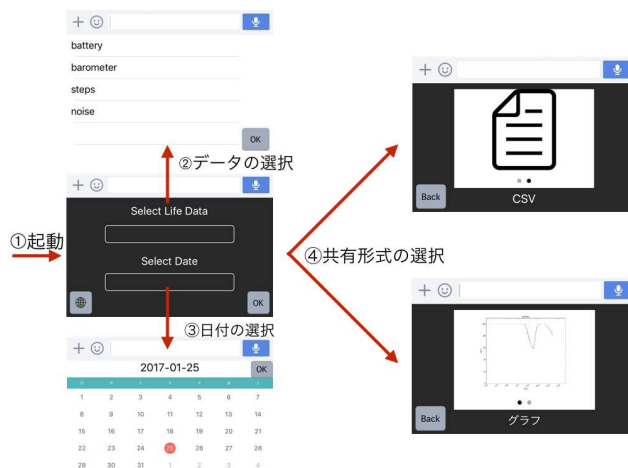 battery
barometer
steps
noise
OK
②データの選択
①起動
Select Life Data
Select Date
OK
③日付の選択
2017-01-25
OK
1 2 3 4 5 6 7
8 9 10 11 12 13 14
15 16 17 18 19 20 21
22 23 24 25 26 27 28
29 30 31 1 2 3 4
④共有形式の選択
Back
CSV
Back
グラフ